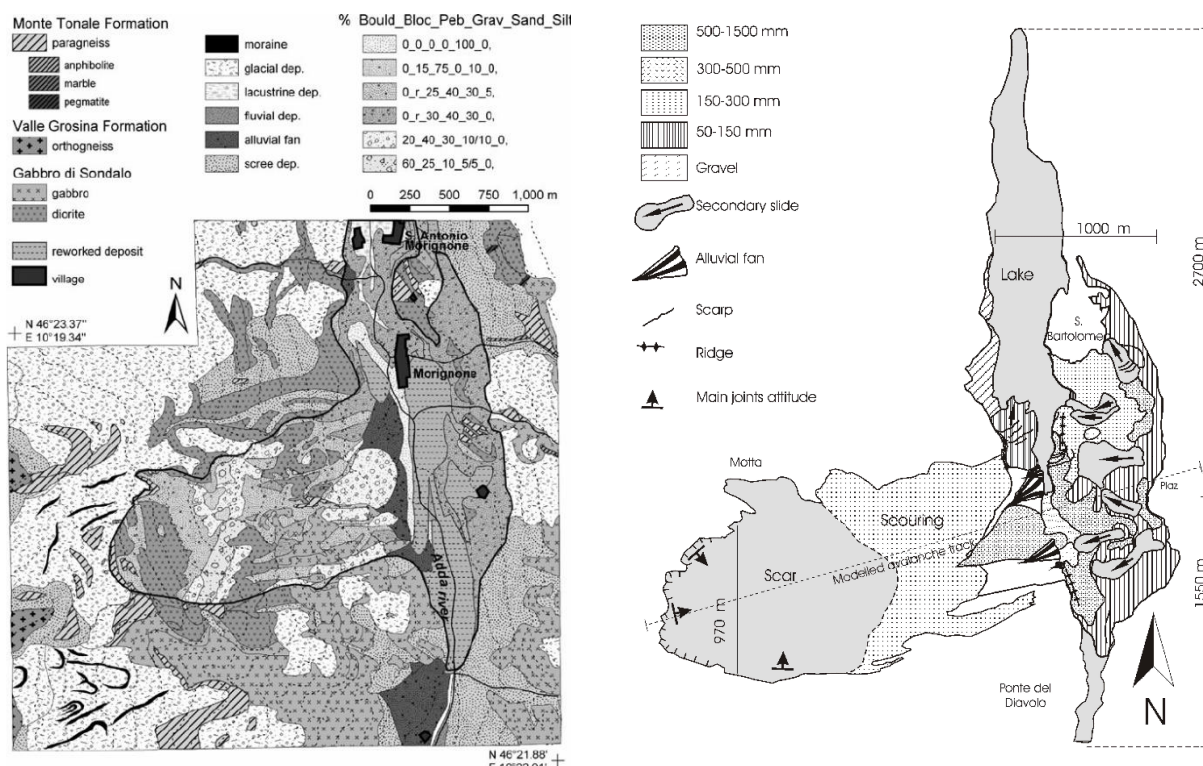 Monte Tonale Formation
paragneiss
anphibolite
marble
pegmatite
Valle Grosina Formation
orthogneiss
Gabbro di Sondalo
gabbro
dicrite
reworked deposit
village
moraine
glacial dep.
lacustrine dep.
fluvial dep.
alluvial fan
scree dep.
% Bould_Bloc_Peb_Grav_Sand_Silt
0_0_0_0_100_0,
0_15_75_0_10_0,
0_r_25_40_30_5,
0_r_30_40_30_0,
20_40_30_10/10_0,
60_25_10_5/5_0,
0 250 500 750 1,000 m
N
N 46°23.37"
E 10°19.34"
S. Antonio
Morignone
Morignone
Adda river
N 46°21.88'
500-1500 mm
300-500 mm
150-300 mm
50-150 mm
Gravel
Secondary slide
Alluvial fan
Scarp
Ridge
Main joints attitude
1000 m
2700 m
Lake
S.
Bartolomeo
Motta
Plaz
Scouring
Modelled avalanche track
Scar
970 m
1550 m
Ponte del
Diavolo
N